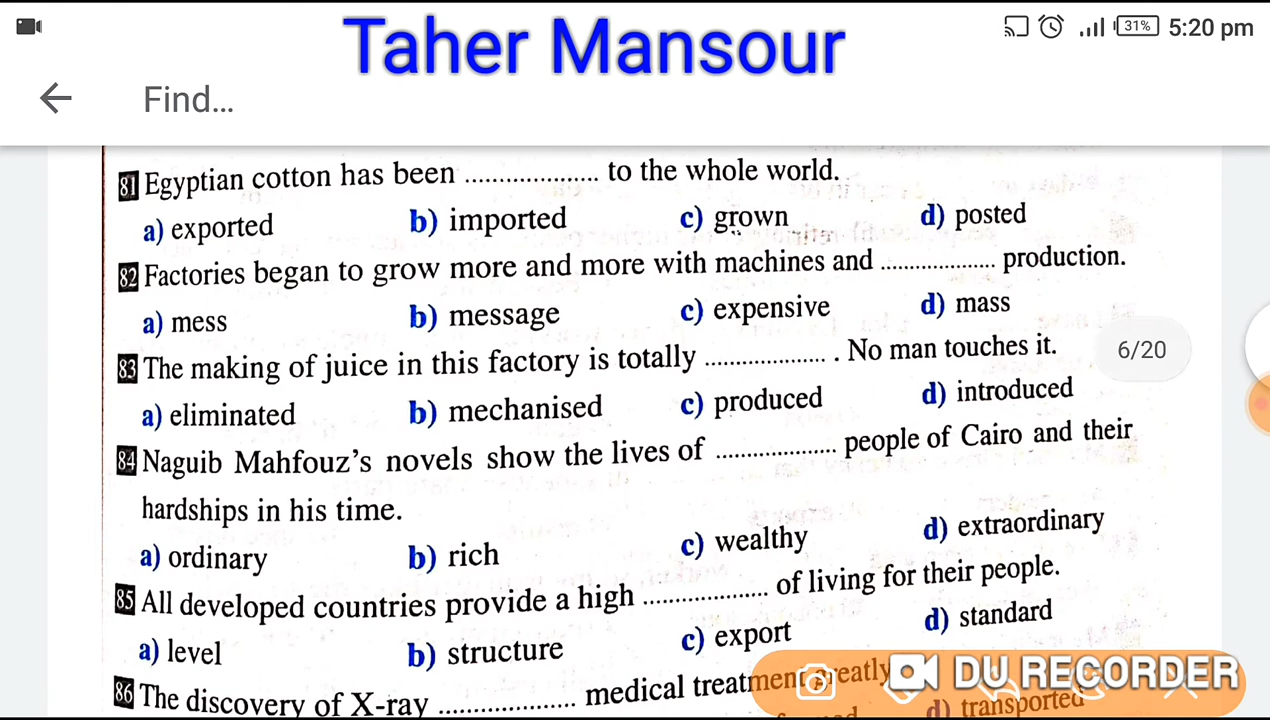 Taher Mansour
31% 5:20 pm
Find...
81 Egyptian cotton has been .................... to the whole world.
a) exported b) imported c) grown d) posted
82 Factories began to grow more and more with machines and .................. production.
a) mess b) message c) expensive d) mass
83 The making of juice in this factory is totally ................... . No man touches it.
a) eliminated b) mechanised c) produced d) introduced
6/20
84 Naguib Mahfouz's novels show the lives of .................. people of Cairo and their
hardships in his time.
a) ordinary b) rich c) wealthy d) extraordinary
85 All developed countries provide a high ................... of living for their people.
a) level b) structure c) export d) standard
86 The discovery of X-ray ..................... medical treatment greatly
d) transported
DU RECORDER